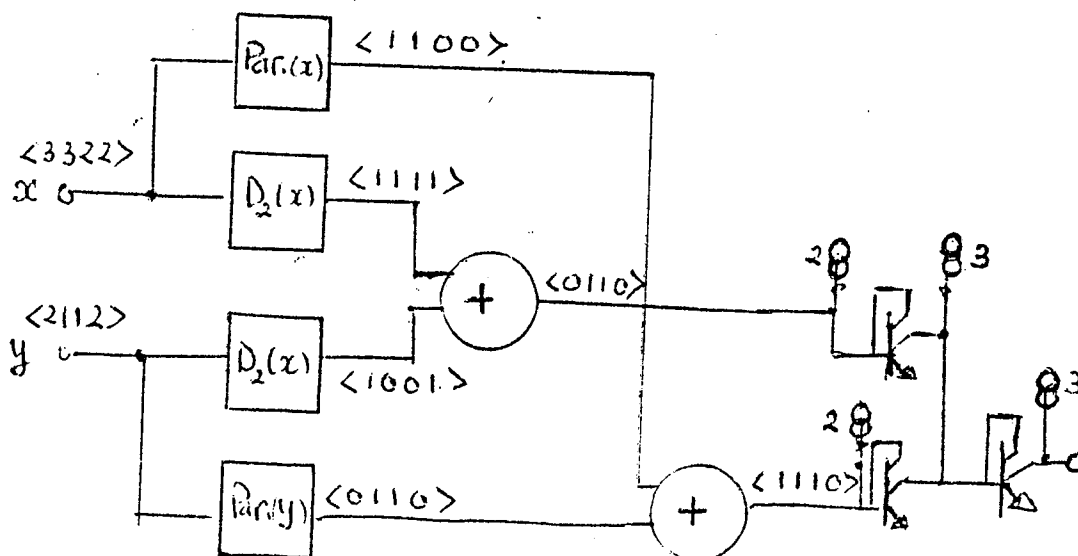 Par.(x)
<1100>
<3322>
x
D₂(x)
<1111>
+
<0110>
2
3
<2112>
y
D₂(x)
<1001>
3
2
Par(y)
<0110>
+
<1110>